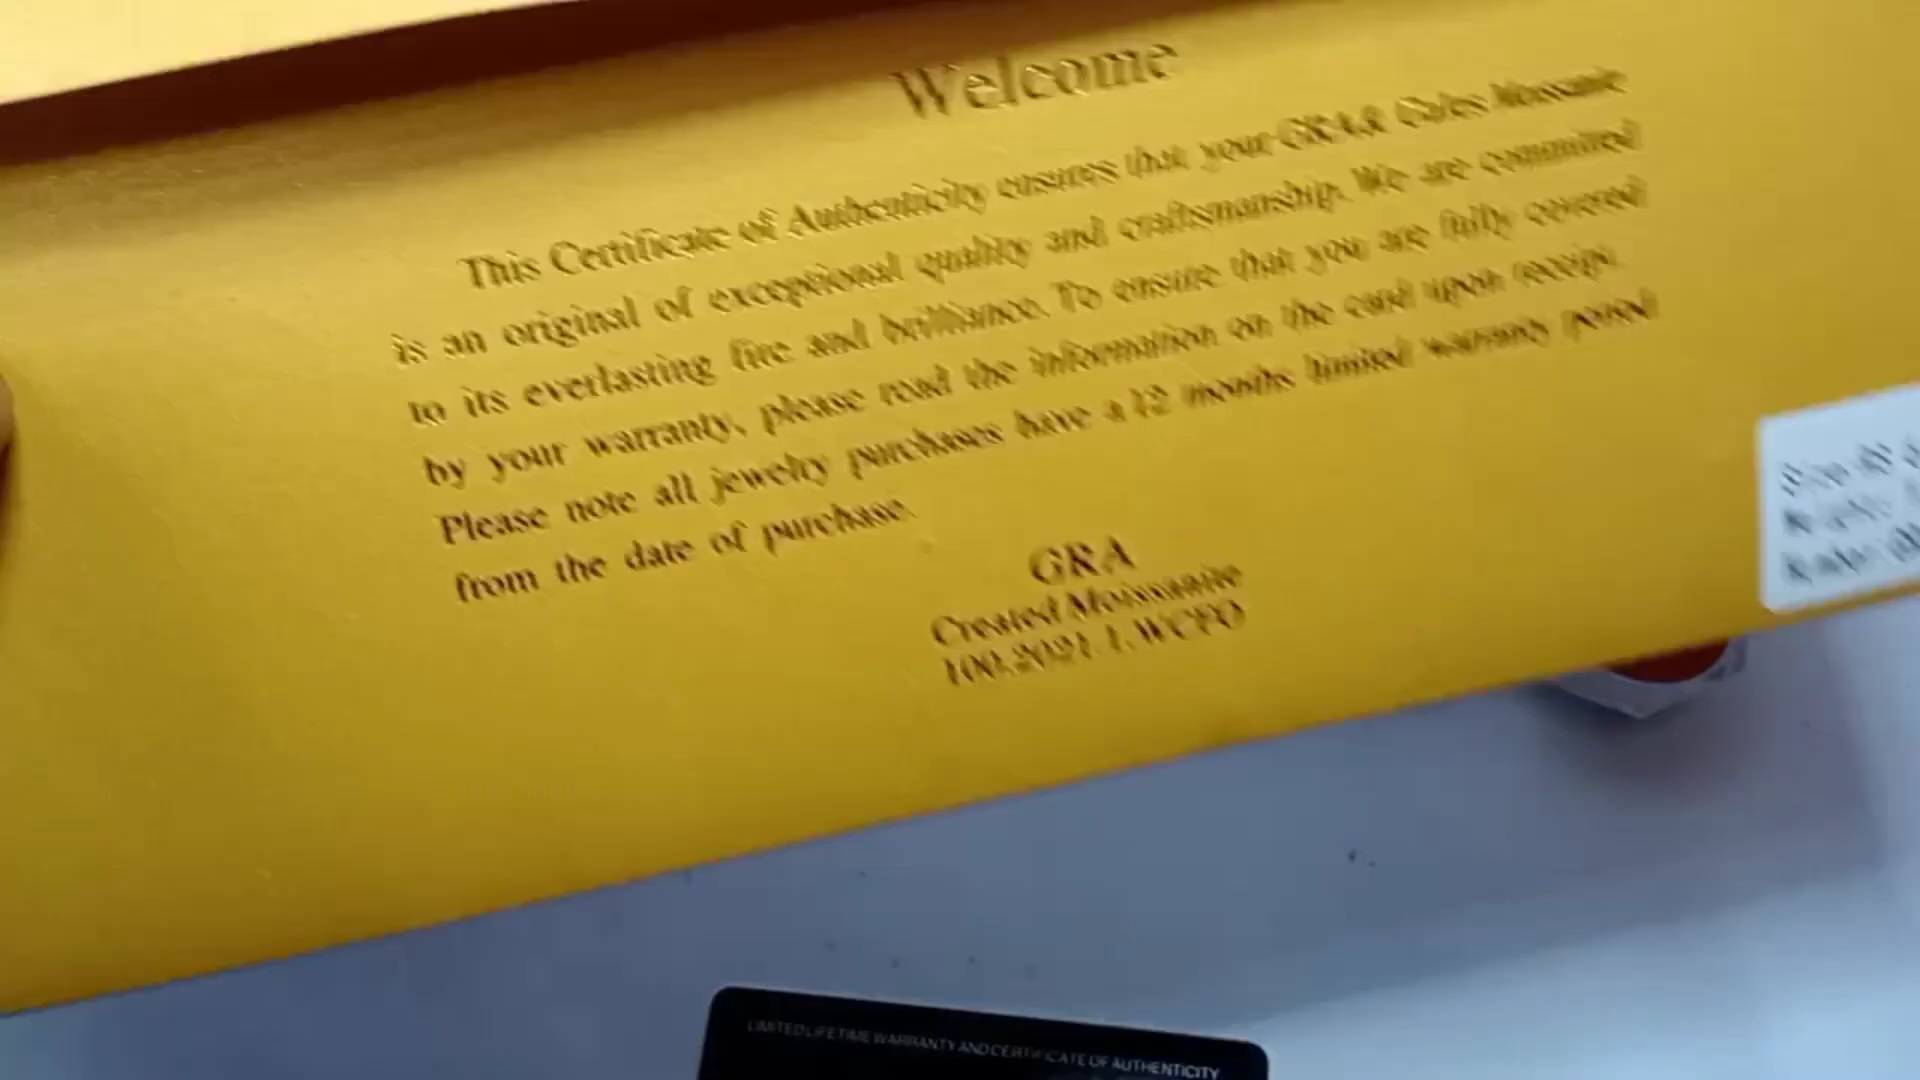 Welcome
This Certificate of Authenticity ensures that your GRA
is an original of exceptional quality and craftsmanship. We are committed
to its everlasting fire and brilliance. To ensure that you are fully covered
by your warranty, please read the information on the card upon receipt.
Please note all jewelry purchases have a 12 months limited warranty period
from the date of purchase.
GRA
Created Moissanite
LIMITED LIFETIME WARRANTY AND CERTIFICATE OF AUTHENTICITY